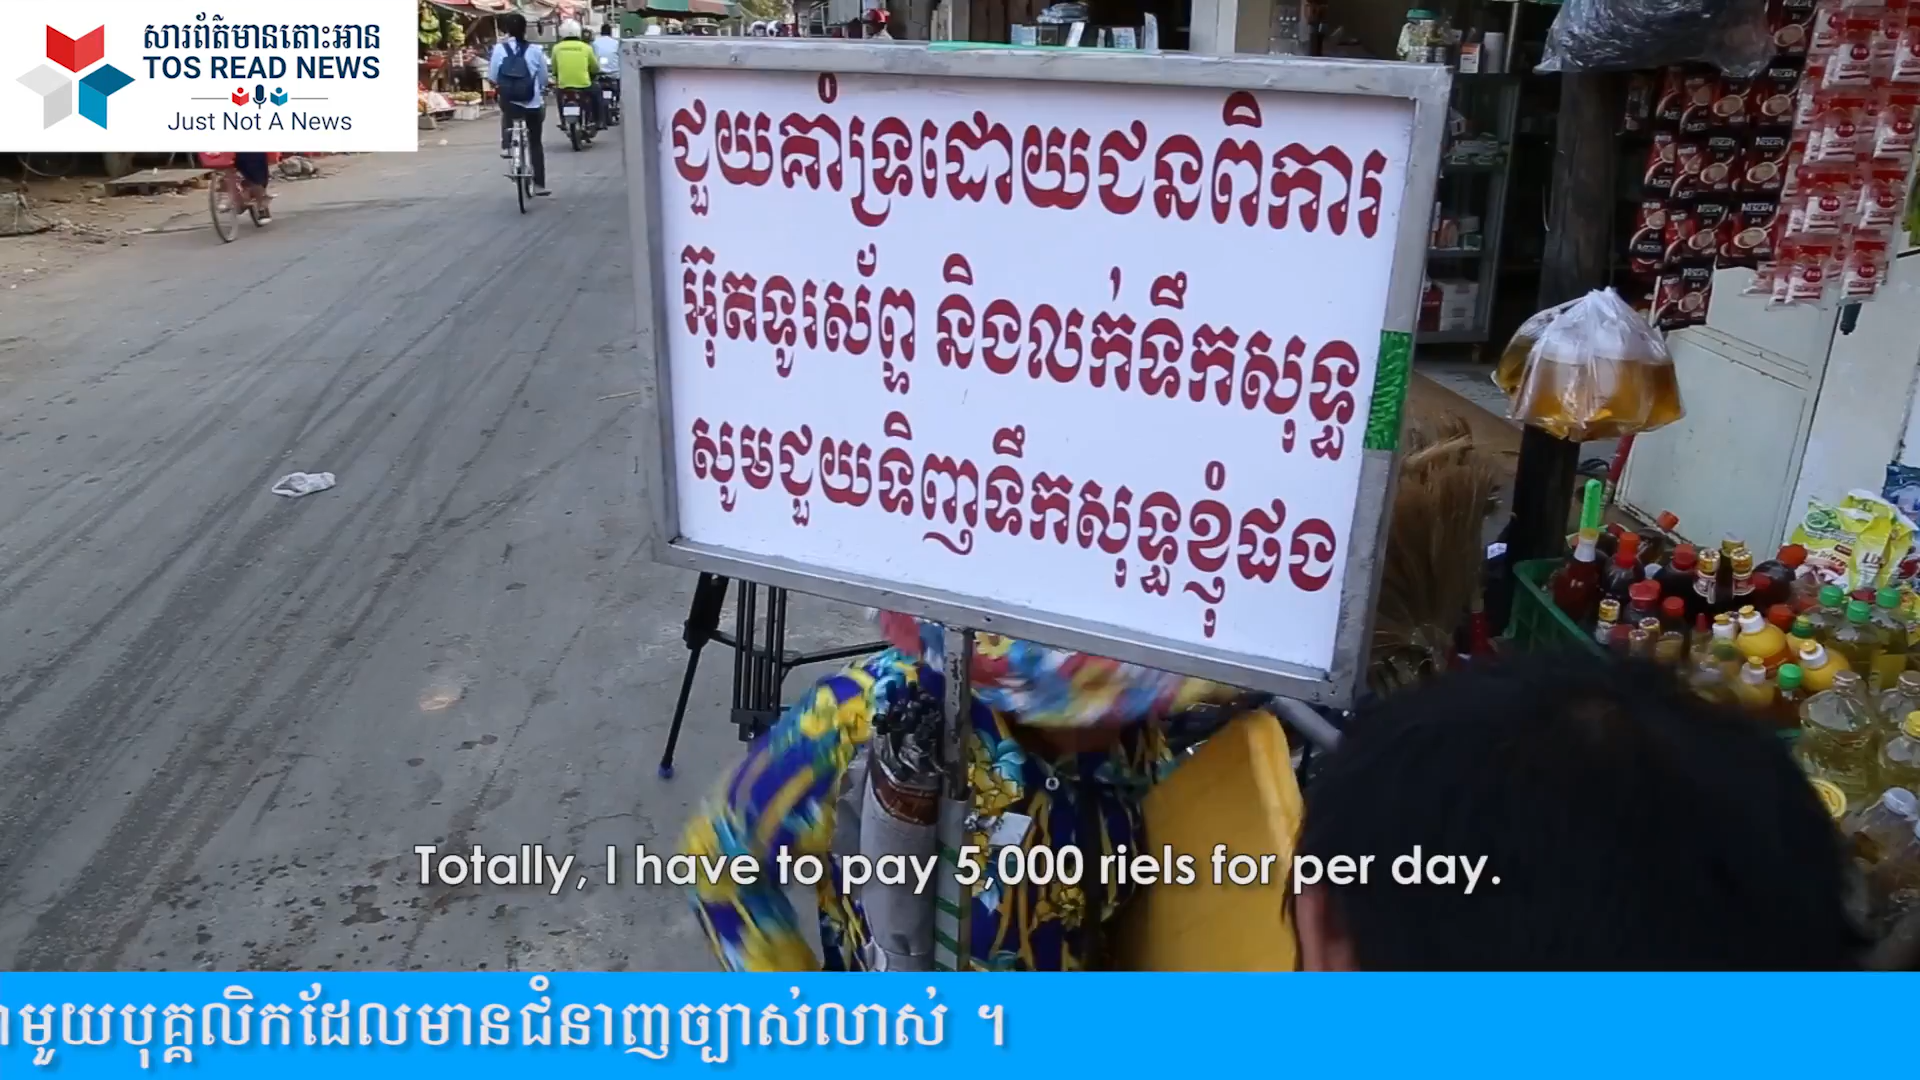 សារព័ត៌មានតោះអាន
TOS READ NEWS
Just Not A News
ជួយគាំទ្រដោយជនពិការ
អ៊ុតទូរស័ព្ទ និងលក់ទឹកសុទ្ធ
សូមជួយទិញទឹកសុទ្ធខ្ញុំផង
NESCAFE
Totally, I have to pay 5,000 riels for per day.
មួយបុគ្គលិកដែលមានជំនាញច្បាស់លាស់ ។